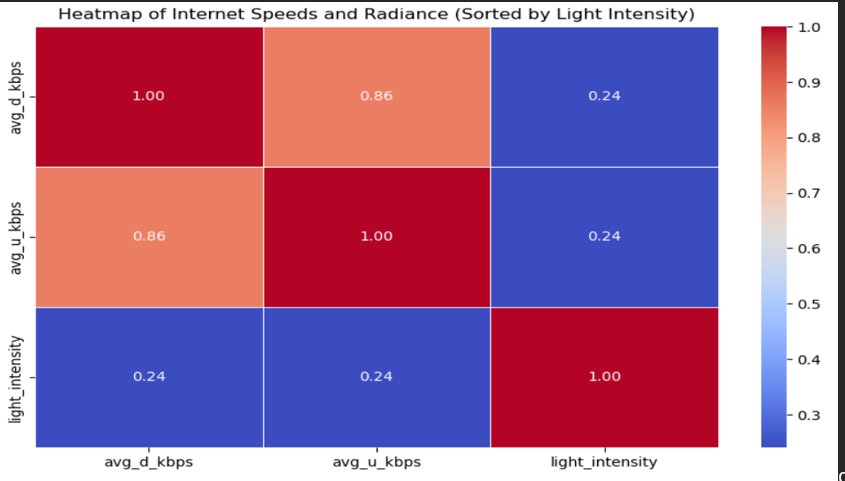 Heatmap of Internet Speeds and Radiance (Sorted by Light Intensity)
avg_d_kbps
1.00 0.86 0.24
avg_u_kbps
0.86 1.00 0.24
light_intensity
0.24 0.24 1.00
avg_d_kbps avg_u_kbps light_intensity
1.0
0.9
0.8
0.7
0.6
0.5
0.4
0.3